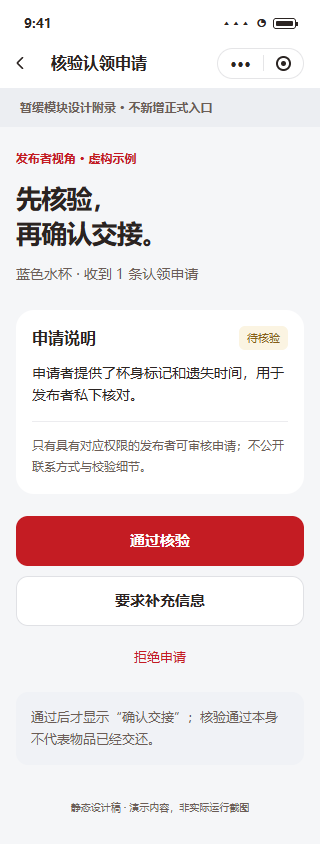 9:41
核验认领申请
暂缓模块设计附录 • 不新增正式入口
发布者视角 • 虚构示例
先核验，
再确认交接。
蓝色水杯 · 收到 1 条认领申请
申请说明
待核验
申请者提供了杯身标记和遗失时间，用于
发布者私下核对。
只有具有对应权限的发布者可审核申请；不公开
联系方式与校验细节。
通过核验
要求补充信息
拒绝申请
通过后才显示“确认交接”；核验通过本身
不代表物品已经交还。
静态设计稿 · 演示内容，非实际运行截图